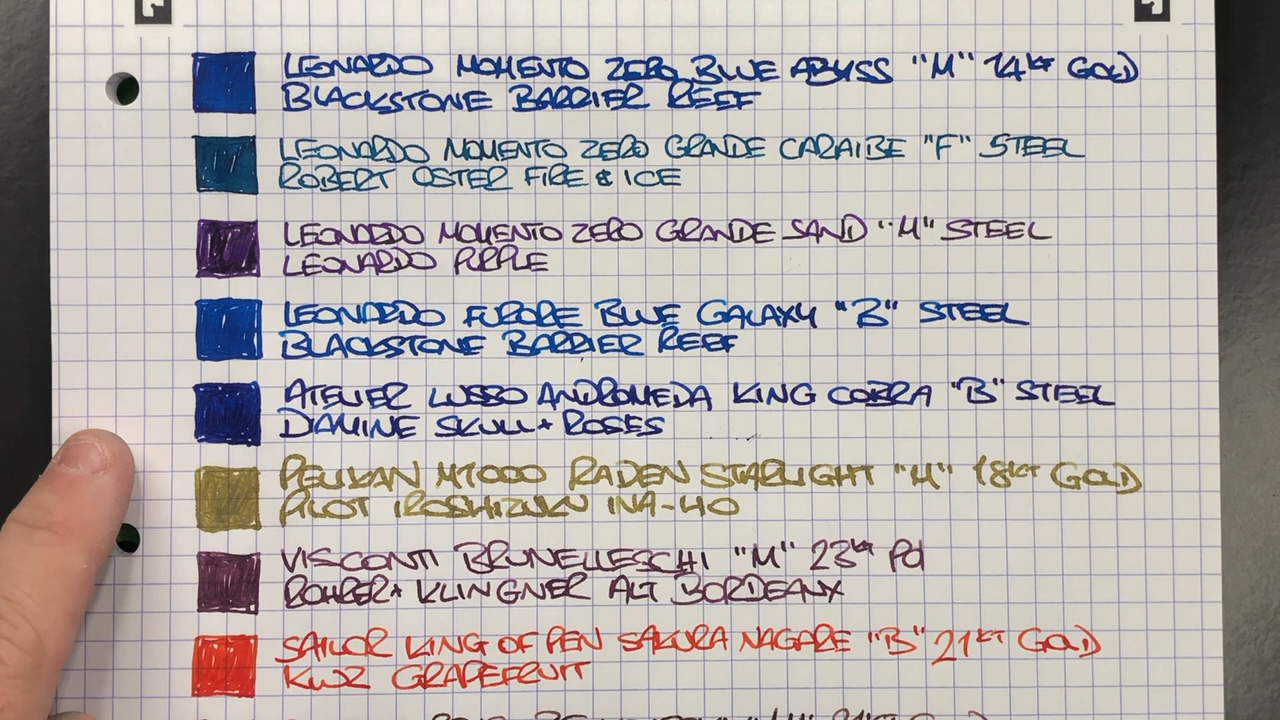 LEONARDO MOMENTO ZERO BLUE ABYSS "M" 14KT GOLD
BLACKSTONE BARRIER REEF
LEONARDO MOMENTO ZERO GRANDE CARAIBE "F" STEEL
ROBERT OSTER FIRE & ICE
LEONARDO MOMENTO ZERO GRANDE SAND "M" STEEL
LEONARDO PURPLE
LEONARDO FURORE BLUE GALAXY "B" STEEL
BLACKSTONE BARRIER REEF
ATELIER LUSSO ANDROMEDA KING COBRA "B" STEEL
DIAMINE SKULL + ROSES
PELIKAN M1000 RADEN STARLIGHT "M" 18KT GOLD
PILOT IROSHIZUKU INA-HO
VISCONTI BRUNELLESCHI "M" 23KT Pd
ROHRER + KLINGNER ALT BORDEAUX
SAILOR KING OF PEN SAKURA NAGARE "B" 21KT GOLD
KWZ GRAPEFRUIT